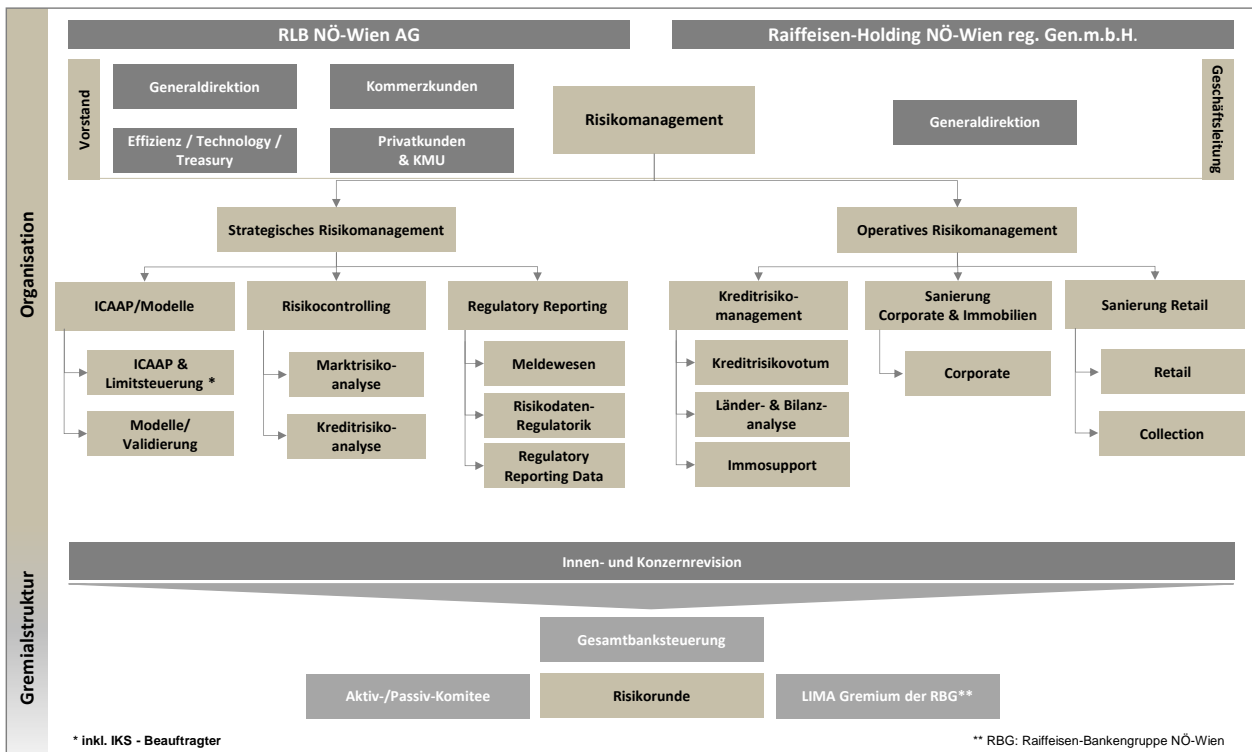 RLB NÖ-Wien AG
Raiffeisen-Holding NÖ-Wien reg. Gen.m.b.H.
Organisation
Vorstand
Generaldirektion
Kommerzkunden
Effizienz / Technology /
Treasury
Privatkunden
& KMU
Risikomanagement
Generaldirektion
Geschäftsleitung
Strategisches Risikomanagement
Operatives Risikomanagement
ICAAP/Modelle
Risikocontrolling
Regulatory Reporting
Kreditrisiko-
management
Sanierung
Corporate & Immobilien
Sanierung Retail
ICAAP &
Limitsteuerung *
Modelle/
Validierung
Marktrisiko-
analyse
Kreditrisiko-
analyse
Meldewesen
Risikodaten-
Regulatorik
Regulatory
Reporting Data
Kreditrisikovotum
Länder- & Bilanz-
analyse
Immosupport
Corporate
Retail
Collection
Gremialstruktur
Innen- und Konzernrevision
Gesamtbanksteuerung
Aktiv-/Passiv-Komitee
Risikorunde
LIMA Gremium der RBG**
* inkl. IKS - Beauftragter
** RBG: Raiffeisen-Bankengruppe NÖ-Wien